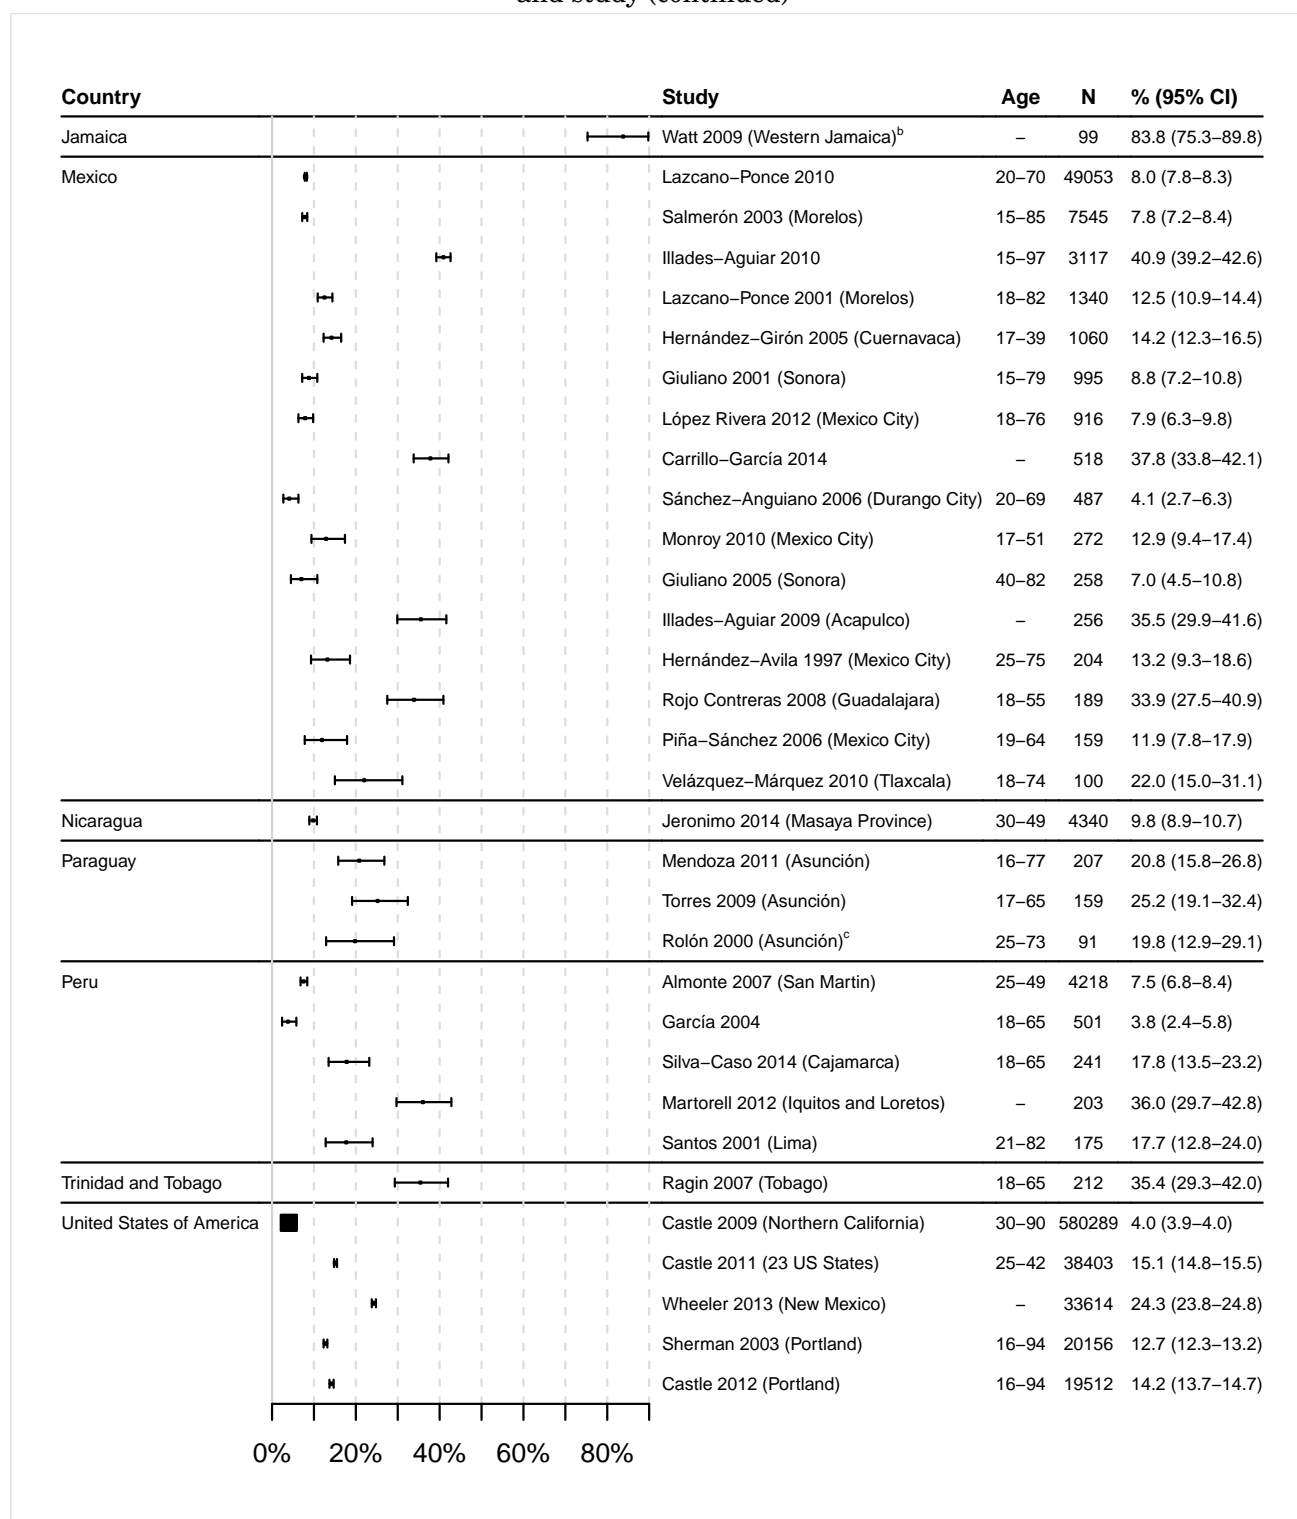 and study (continued)
Country Study Age N % (95% CI)
Jamaica Watt 2009 (Western Jamaica)b – 99 83.8 (75.3–89.8)
Mexico Lazcano–Ponce 2010 20–70 49053 8.0 (7.8–8.3)
Salmerón 2003 (Morelos) 15–85 7545 7.8 (7.2–8.4)
Illades–Aguiar 2010 15–97 3117 40.9 (39.2–42.6)
Lazcano–Ponce 2001 (Morelos) 18–82 1340 12.5 (10.9–14.4)
Hernández–Girón 2005 (Cuernavaca) 17–39 1060 14.2 (12.3–16.5)
Giuliano 2001 (Sonora) 15–79 995 8.8 (7.2–10.8)
López Rivera 2012 (Mexico City) 18–76 916 7.9 (6.3–9.8)
Carrillo–García 2014 – 518 37.8 (33.8–42.1)
Sánchez–Anguiano 2006 (Durango City) 20–69 487 4.1 (2.7–6.3)
Monroy 2010 (Mexico City) 17–51 272 12.9 (9.4–17.4)
Giuliano 2005 (Sonora) 40–82 258 7.0 (4.5–10.8)
Illades–Aguiar 2009 (Acapulco) – 256 35.5 (29.9–41.6)
Hernández–Avila 1997 (Mexico City) 25–75 204 13.2 (9.3–18.6)
Rojo Contreras 2008 (Guadalajara) 18–55 189 33.9 (27.5–40.9)
Piña–Sánchez 2006 (Mexico City) 19–64 159 11.9 (7.8–17.9)
Velázquez–Márquez 2010 (Tlaxcala) 18–74 100 22.0 (15.0–31.1)
Nicaragua Jeronimo 2014 (Masaya Province) 30–49 4340 9.8 (8.9–10.7)
Paraguay Mendoza 2011 (Asunción) 16–77 207 20.8 (15.8–26.8)
Torres 2009 (Asunción) 17–65 159 25.2 (19.1–32.4)
Rolón 2000 (Asunción)c 25–73 91 19.8 (12.9–29.1)
Peru Almonte 2007 (San Martin) 25–49 4218 7.5 (6.8–8.4)
García 2004 18–65 501 3.8 (2.4–5.8)
Silva–Caso 2014 (Cajamarca) 18–65 241 17.8 (13.5–23.2)
Martorell 2012 (Iquitos and Loretos) – 203 36.0 (29.7–42.8)
Santos 2001 (Lima) 21–82 175 17.7 (12.8–24.0)
Trinidad and Tobago Ragin 2007 (Tobago) 18–65 212 35.4 (29.3–42.0)
United States of America Castle 2009 (Northern California) 30–90 580289 4.0 (3.9–4.0)
Castle 2011 (23 US States) 25–42 38403 15.1 (14.8–15.5)
Wheeler 2013 (New Mexico) – 33614 24.3 (23.8–24.8)
Sherman 2003 (Portland) 16–94 20156 12.7 (12.3–13.2)
Castle 2012 (Portland) 16–94 19512 14.2 (13.7–14.7)
0% 20% 40% 60% 80%